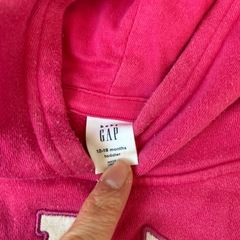 baby
GAP
12-18 months
toddler